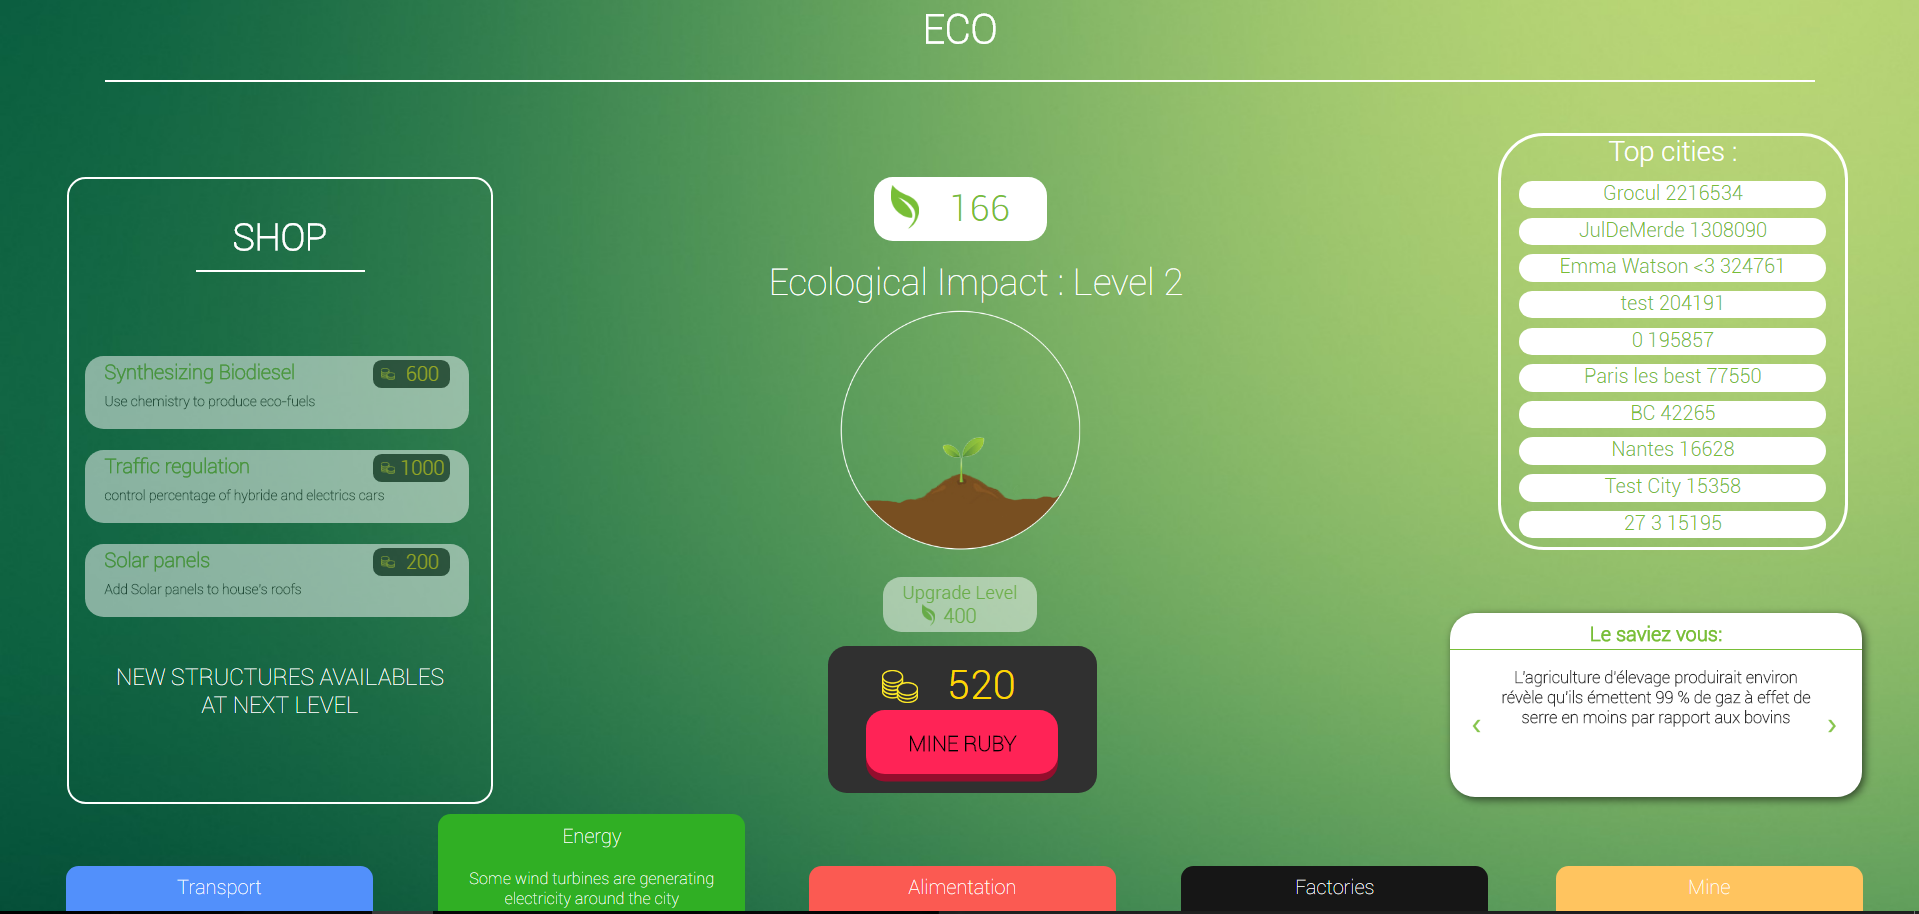 ECO
SHOP
Synthesizing Biodiesel 600
Use chemistry to produce eco-fuels
Traffic regulation 1000
control percentage of hybride and electrics cars
Solar panels 200
Add Solar panels to house's roofs
NEW STRUCTURES AVAILABLES
AT NEXT LEVEL
166
Ecological Impact : Level 2
Upgrade Level
400
520
MINE RUBY
Top cities :
Grocul 2216534
JulDeMerde 1308090
Emma Watson <3 324761
test 204191
0 195857
Paris les best 77550
BC 42265
Nantes 16628
Test City 15358
27 3 15195
Le saviez vous:
L'agriculture d'élevage produirait environ
révèle qu'ils émettent 99 % de gaz à effet de
serre en moins par rapport aux bovins
‹ ›
Transport
Energy
Some wind turbines are generating
electricity around the city
Alimentation
Factories
Mine